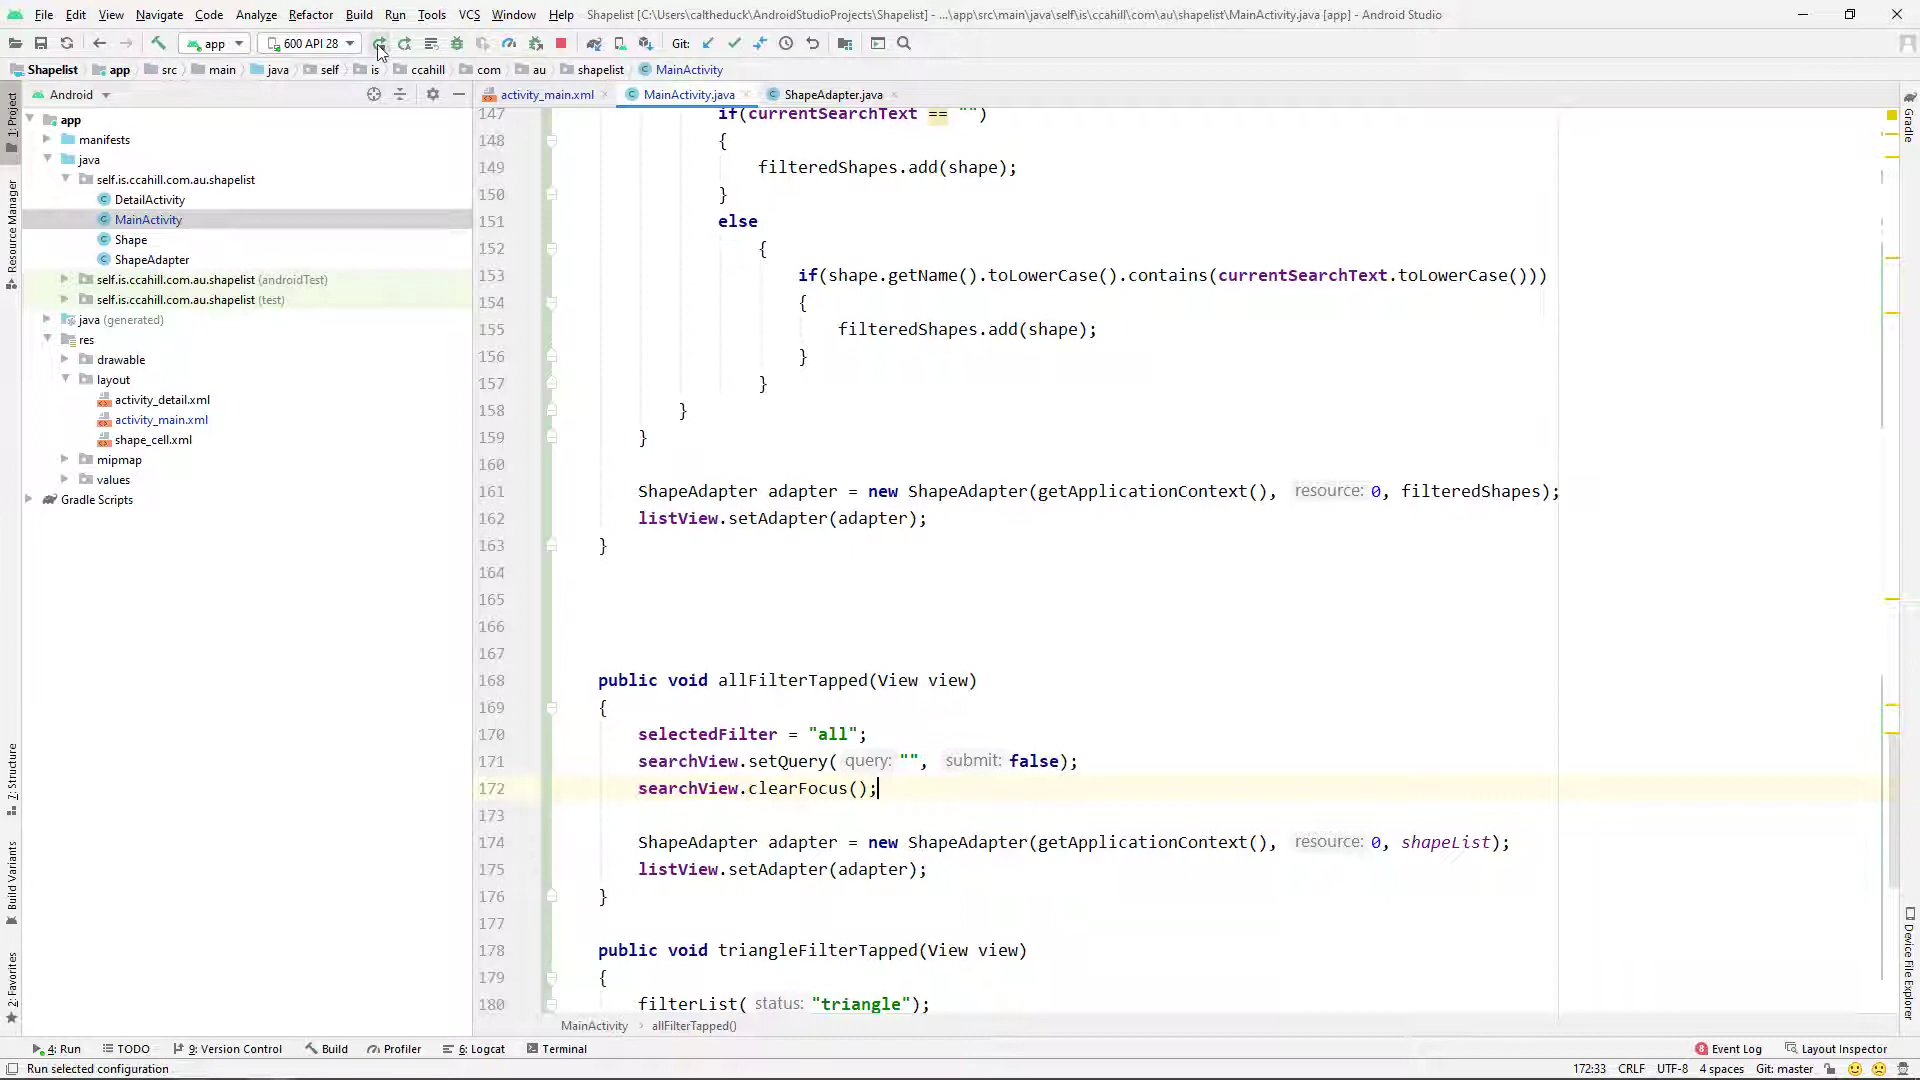 File Edit View Navigate Code Analyze Refactor Build Run Tools VCS Window Help Shapelist [C:\Users\caltheduck\AndroidStudioProjects\Shapelist] - ...\app\src\main\java\self\is\ccahill\com\au\shapelist\MainActivity.java [app] - Android Studio
app 600 API 28 Git:
Shapelist app src main java self is ccahill com au shapelist MainActivity
Android activity_main.xml MainActivity.java ShapeAdapter.java
1: Project
Resource Manager
7: Structure
Build Variants
2: Favorites
app
manifests
java
self.is.ccahill.com.au.shapelist
DetailActivity
MainActivity
Shape
ShapeAdapter
self.is.ccahill.com.au.shapelist (androidTest)
self.is.ccahill.com.au.shapelist (test)
java (generated)
res
drawable
layout
activity_detail.xml
activity_main.xml
shape_cell.xml
mipmap
values
Gradle Scripts
147 if(currentSearchText == "")
148 {
149 filteredShapes.add(shape);
150 }
151 else
152 {
153 if(shape.getName().toLowerCase().contains(currentSearchText.toLowerCase()))
154 {
155 filteredShapes.add(shape);
156 }
157 }
158 }
159 }
160
161 ShapeAdapter adapter = new ShapeAdapter(getApplicationContext(), resource: 0, filteredShapes);
162 listView.setAdapter(adapter);
163 }
164
165
166
167
168 public void allFilterTapped(View view)
169 {
170 selectedFilter = "all";
171 searchView.setQuery( query: "", submit: false);
172 searchView.clearFocus();
173
174 ShapeAdapter adapter = new ShapeAdapter(getApplicationContext(), resource: 0, shapeList);
175 listView.setAdapter(adapter);
176 }
177
178 public void triangleFilterTapped(View view)
179 {
180 filterList( status: "triangle");
MainActivity › allFilterTapped()
Gradle
Device File Explorer
4: Run TODO 9: Version Control Build Profiler 6: Logcat Terminal 8 Event Log Layout Inspector
Run selected configuration 172:33 CRLF UTF-8 4 spaces Git: master